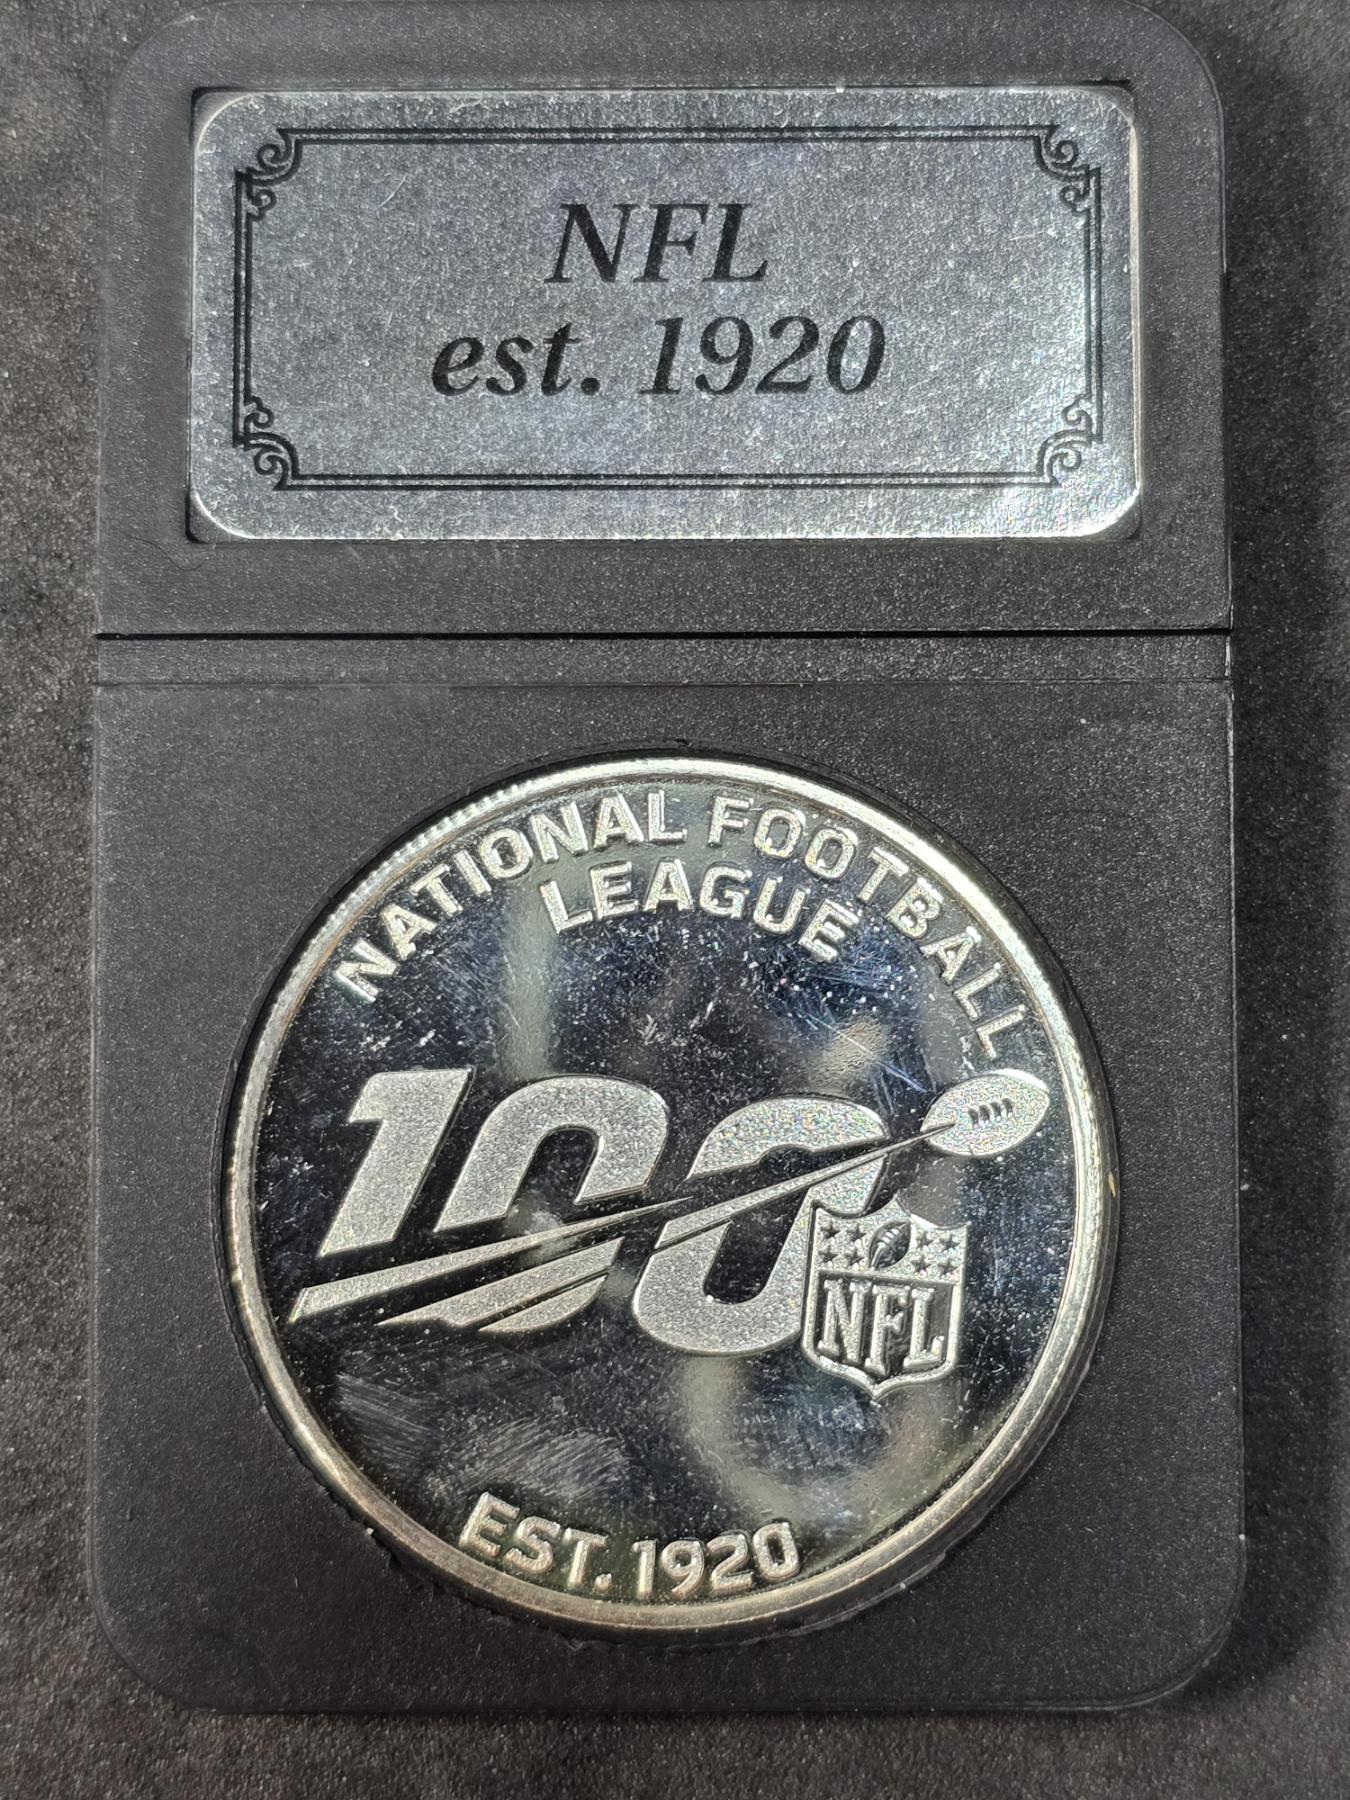 NFL
est. 1920
NATIONAL FOOTBALL
LEAGUE
100
NFL
EST. 1920